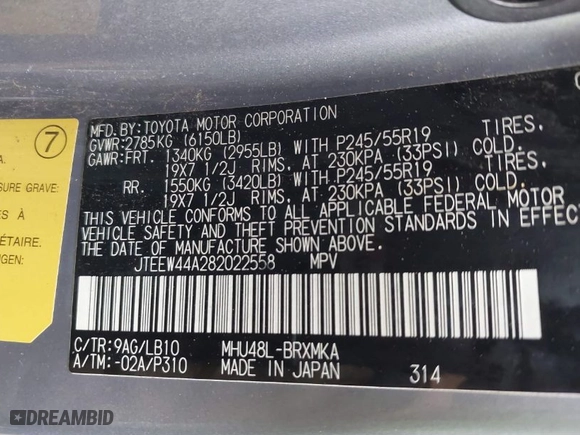 7
A.
SURE GRAVE:
À
ÉTAIRE.
NGEN:
MFD.BY:TOYOTA MOTOR CORPORATION
GVWR:2785KG (6150LB)
GAWR:FRT. 1340KG (2955LB) WITH P245/55R19 TIRES,
19X7 1/2J RIMS, AT 230KPA (33PSI) COLD.
RR. 1550KG (3420LB) WITH P245/55R19 TIRES,
19X7 1/2J RIMS, AT 230KPA (33PSI) COLD.
THIS VEHICLE CONFORMS TO ALL APPLICABLE FEDERAL MOTOR
VEHICLE SAFETY AND THEFT PREVENTION STANDARDS IN EFFEC
THE DATE OF MANUFACTURE SHOWN ABOVE.
JTEEW44A282022558 MPV
C/TR:9AG/LB10 MHU48L-BRXMKA
A/TM:-02A/P310 MADE IN JAPAN 314
DREAMBID